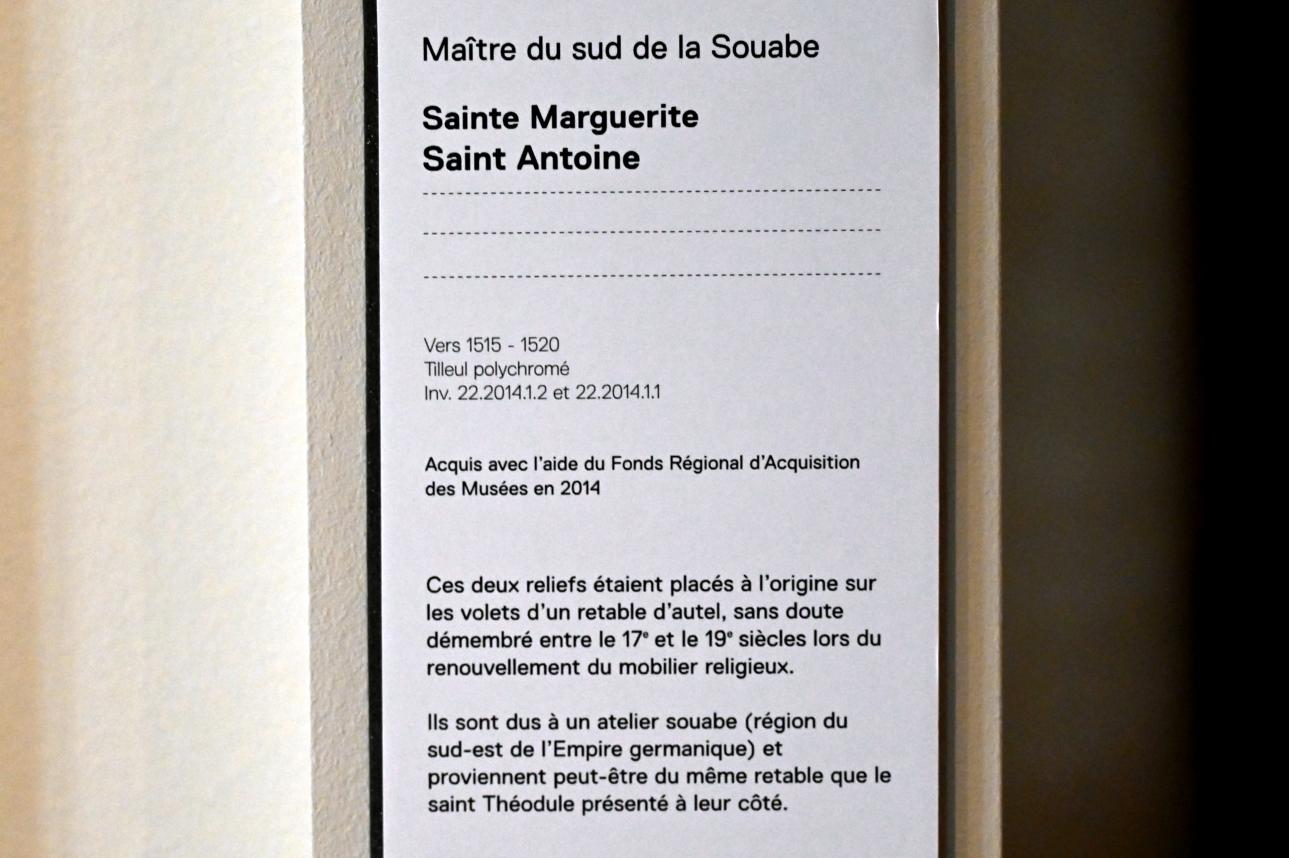 Maître du sud de la Souabe
Sainte Marguerite
Saint Antoine
Vers 1515 - 1520
Tilleul polychromé
Inv. 22.2014.1.2 et 22.2014.1.1
Acquis avec l'aide du Fonds Régional d'Acquisition
des Musées en 2014
Ces deux reliefs étaient placés à l'origine sur
les volets d'un retable d'autel, sans doute
démembré entre le 17e et le 19e siècles lors du
renouvellement du mobilier religieux.
Ils sont dus à un atelier souabe (région du
sud-est de l'Empire germanique) et
proviennent peut-être du même retable que le
saint Théodule présenté à leur côté.